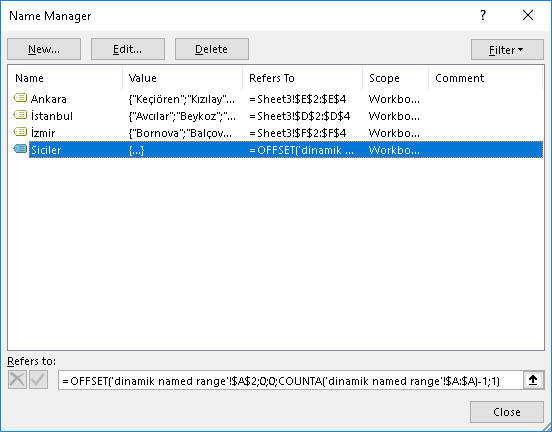 Name Manager ? ×
New... Edit... Delete Filter
Name Value Refers To Scope Comment
Ankara {"Keçiören";"Kızılay"... =Sheet3!$E$2:$E$4 Workbo...
İstanbul {"Avcılar";"Beykoz";"... =Sheet3!$D$2:$D$4 Workbo...
İzmir {"Bornova";"Balçov... =Sheet3!$F$2:$F$4 Workbo...
Siciler {...} =OFFSET('dinamik ... Workbo...
Refers to:
=OFFSET('dinamik named range'!$A$2;0;0;COUNTA('dinamik named range'!$A:$A)-1;1)
Close